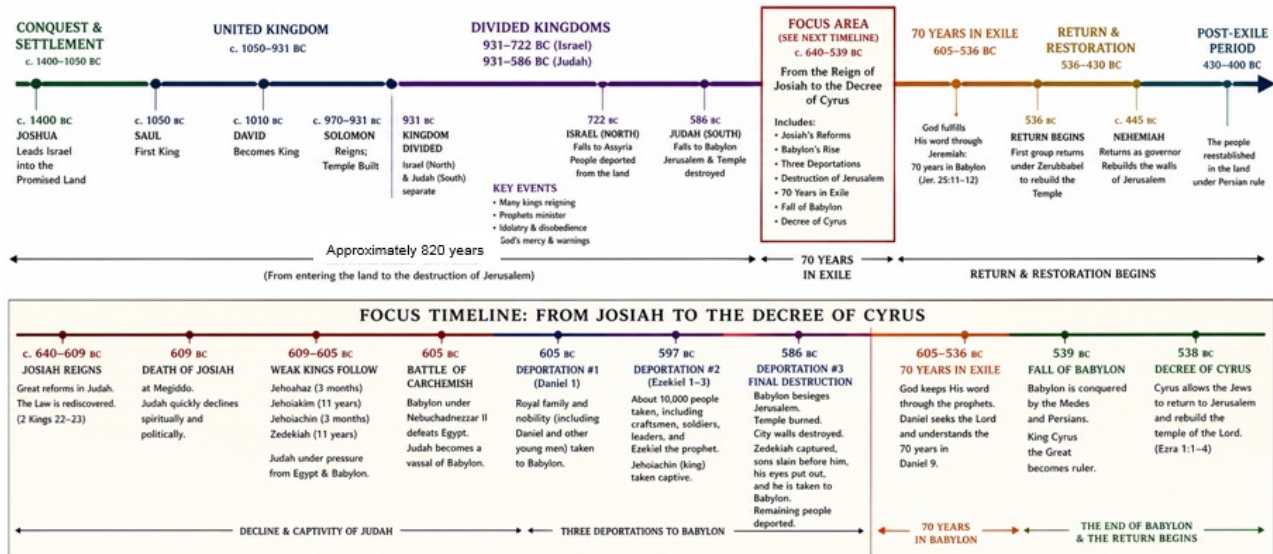 CONQUEST &
SETTLEMENT
c. 1400–1050 BC
UNITED KINGDOM
c. 1050–931 BC
DIVIDED KINGDOMS
931–722 BC (Israel)
931–586 BC (Judah)
FOCUS AREA
(SEE NEXT TIMELINE)
c. 640–539 BC
From the Reign of
Josiah to the Decree
of Cyrus
Includes:
• Josiah's Reforms
• Babylon's Rise
• Three Deportations
• Destruction of Jerusalem
• 70 Years in Exile
• Fall of Babylon
• Decree of Cyrus
70 YEARS IN EXILE
605–536 BC
RETURN &
RESTORATION
536–430 BC
POST-EXILE
PERIOD
430–400 BC
c. 1400 BC
JOSHUA
Leads Israel
into the
Promised Land
c. 1050 BC
SAUL
First King
c. 1010 BC
DAVID
Becomes King
c. 970–931 BC
SOLOMON
Reigns;
Temple Built
931 BC
KINGDOM
DIVIDED
Israel (North)
& Judah (South)
separate
KEY EVENTS
• Many kings reigning
• Prophets minister
• Idolatry & disobedience
God's mercy & warnings
722 BC
ISRAEL (NORTH)
Falls to Assyria
People deported
from the land
586 BC
JUDAH (SOUTH)
Falls to Babylon
Jerusalem & Temple
destroyed
God fulfills
His word through
Jeremiah:
70 years in Babylon
(Jer. 25:11–12)
536 BC
RETURN BEGINS
First group returns
under Zerubbabel
to rebuild the
Temple
c. 445 BC
NEHEMIAH
Returns as governor
Rebuilds the walls
of Jerusalem
The people
reestablished
in the land
under Persian rule
Approximately 820 years
(From entering the land to the destruction of Jerusalem)
70 YEARS
IN EXILE
RETURN & RESTORATION BEGINS
FOCUS TIMELINE: FROM JOSIAH TO THE DECREE OF CYRUS
c. 640–609 BC
JOSIAH REIGNS
Great reforms in Judah.
The Law is rediscovered.
(2 Kings 22–23)
609 BC
DEATH OF JOSIAH
at Megiddo.
Judah quickly declines
spiritually and
politically.
609–605 BC
WEAK KINGS FOLLOW
Jehoahaz (3 months)
Jehoiakim (11 years)
Jehoiachin (3 months)
Zedekiah (11 years)
Judah under pressure
from Egypt & Babylon.
605 BC
BATTLE OF
CARCHEMISH
Babylon under
Nebuchadnezzar II
defeats Egypt.
Judah becomes a
vassal of Babylon.
605 BC
DEPORTATION #1
(Daniel 1)
Royal family and
nobility (including
Daniel and other
young men) taken
to Babylon.
597 BC
DEPORTATION #2
(Ezekiel 1–3)
About 10,000 people
taken, including
craftsmen, soldiers,
leaders, and
Ezekiel the prophet.
Jehoiachin (king)
taken captive.
586 BC
DEPORTATION #3
FINAL DESTRUCTION
Babylon besieges
Jerusalem.
Temple burned.
City walls destroyed.
Zedekiah captured,
sons slain before him,
his eyes put out,
and he is taken to
Babylon.
Remaining people
deported.
605–536 BC
70 YEARS IN EXILE
God keeps His word
through the prophets.
Daniel seeks the Lord
and understands the
70 years in
Daniel 9.
539 BC
FALL OF BABYLON
Babylon is conquered
by the Medes
and Persians.
King Cyrus
the Great
becomes ruler.
538 BC
DECREE OF CYRUS
Cyrus allows the Jews
to return to Jerusalem
and rebuild the
temple of the Lord.
(Ezra 1:1–4)
DECLINE & CAPTIVITY OF JUDAH
THREE DEPORTATIONS TO BABYLON
70 YEARS
IN BABYLON
THE END OF BABYLON
& THE RETURN BEGINS